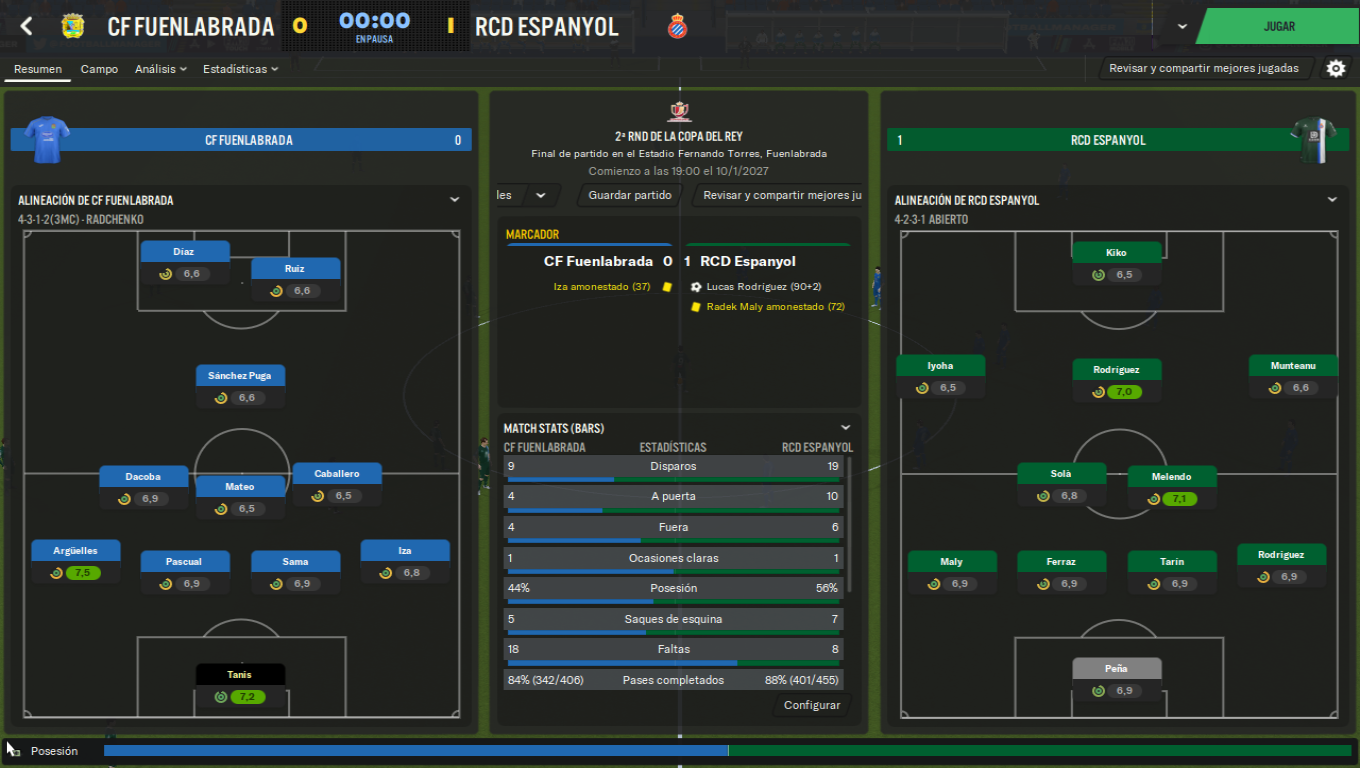 CF FUENLABRADA 0 00:00 1 RCD ESPANYOL
EN PAUSA
JUGAR
Resumen Campo Análisis Estadísticas
Revisar y compartir mejores jugadas
CF FUENLABRADA 0
ALINEACIÓN DE CF FUENLABRADA
4-3-1-2(3MC) - RADCHENKO
Díaz
6,6
Ruiz
6,6
Sánchez Puga
6,6
Dacoba
6,9
Mateo
6,5
Caballero
6,5
Argüelles
7,5
Pascual
6,9
Sama
6,9
Iza
6,8
Tanis
7,2
2ª RND DE LA COPA DEL REY
Final de partido en el Estadio Fernando Torres, Fuenlabrada
Comienzo a las 19:00 el 10/1/2027
les Guardar partido Revisar y compartir mejores ju
MARCADOR
CF Fuenlabrada 0 1 RCD Espanyol
Iza amonestado (37) Lucas Rodríguez (90+2)
Radek Maly amonestado (72)
MATCH STATS (BARS)
CF FUENLABRADA ESTADÍSTICAS RCD ESPANYOL
9 Disparos 19
4 A puerta 10
4 Fuera 6
1 Ocasiones claras 1
44% Posesión 56%
5 Saques de esquina 7
18 Faltas 8
84% (342/406) Pases completados 88% (401/455)
Configurar
1 RCD ESPANYOL
ALINEACIÓN DE RCD ESPANYOL
4-2-3-1 ABIERTO
Kiko
6,5
Iyoha
6,5
Rodríguez
7,0
Munteanu
6,6
Solà
6,8
Melendo
7,1
Maly
6,9
Ferraz
6,9
Tarín
6,9
Rodríguez
6,9
Peña
6,9
Posesión